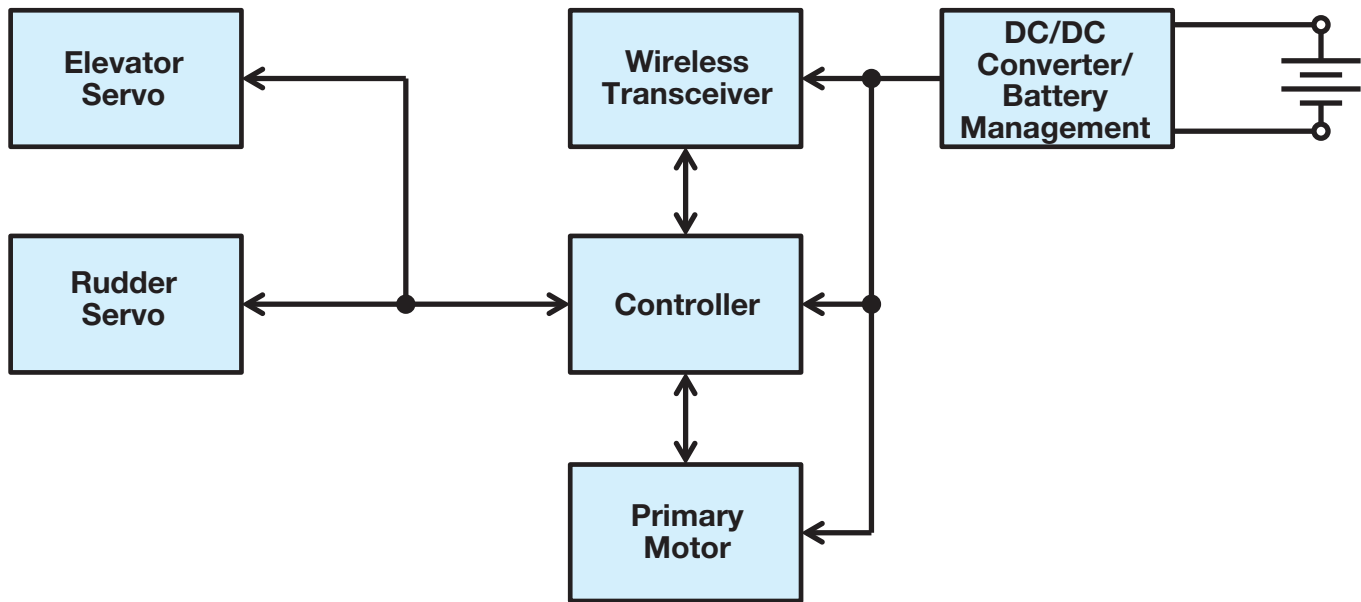 Elevator
Servo
Wireless
Transceiver
DC/DC
Converter/
Battery
Management
Rudder
Servo
Controller
Primary
Motor